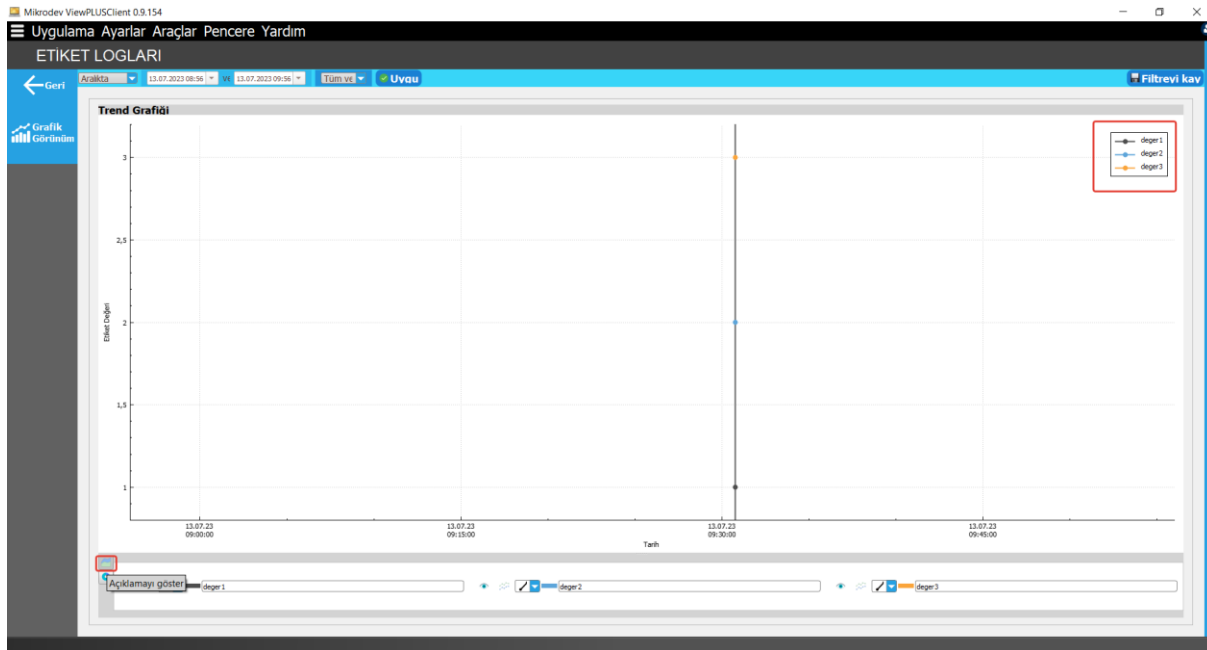 Mikrodev ViewPLUSClient 0.9.154
Uygulama Ayarlar Araçlar Pencere Yardım
ETİKET LOGLARI
Geri
Aralıkta 13.07.2023 08:56 Ve 13.07.2023 09:56 Tüm ve Uygu Filtreyi kay
Grafik
Görünüm
Trend Grafiği
deger1
deger2
deger3
3
2,5
2
1,5
1
Etiket Değeri
13.07.23 13.07.23 13.07.23 13.07.23
09:00:00 09:15:00 09:30:00 09:45:00
Tarih
Açıklamayı göster deger1 deger2 deger3